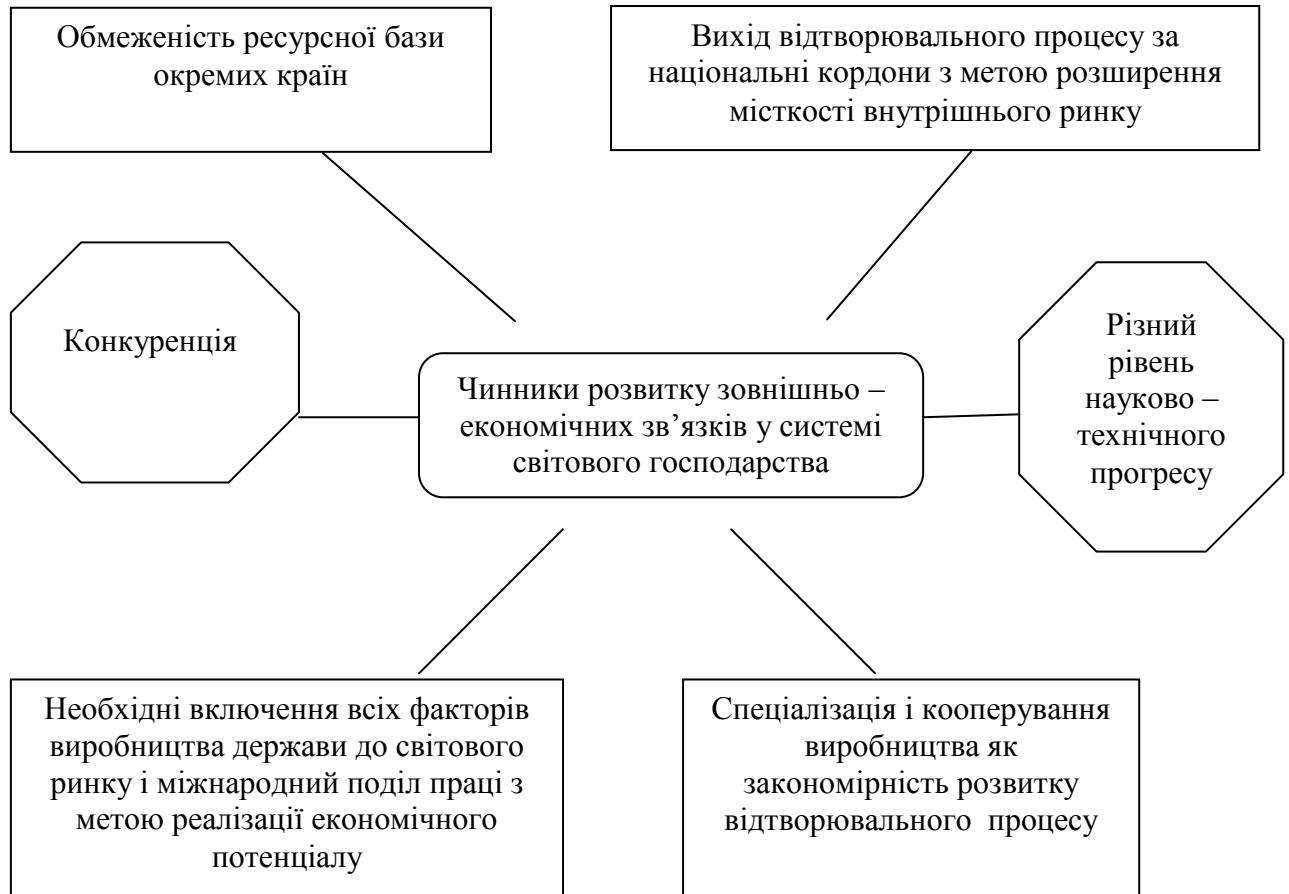 Обмеженість ресурсної бази
окремих країн
Вихід відтворювального процесу за
національні кордони з метою розширення
місткості внутрішнього ринку
Конкуренція
Чинники розвитку зовнішньо –
економічних зв’язків у системі
світового господарства
Різний
рівень
науково –
технічного
прогресу
Необхідні включення всіх факторів
виробництва держави до світового
ринку і міжнародний поділ праці з
метою реалізації економічного
потенціалу
Спеціалізація і кооперування
виробництва як
закономірність розвитку
відтворювального процесу